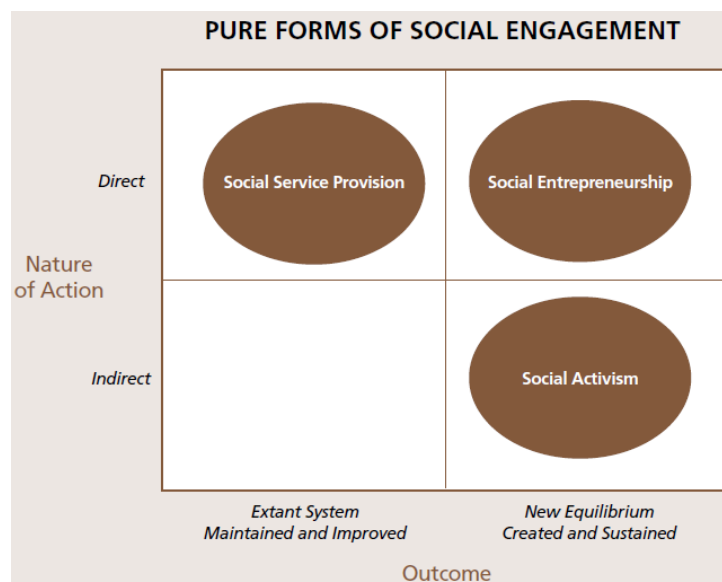 PURE FORMS OF SOCIAL ENGAGEMENT
Direct
Social Service Provision
Social Entrepreneurship
Nature
of Action
Indirect
Social Activism
Extant System
Maintained and Improved
New Equilibrium
Created and Sustained
Outcome